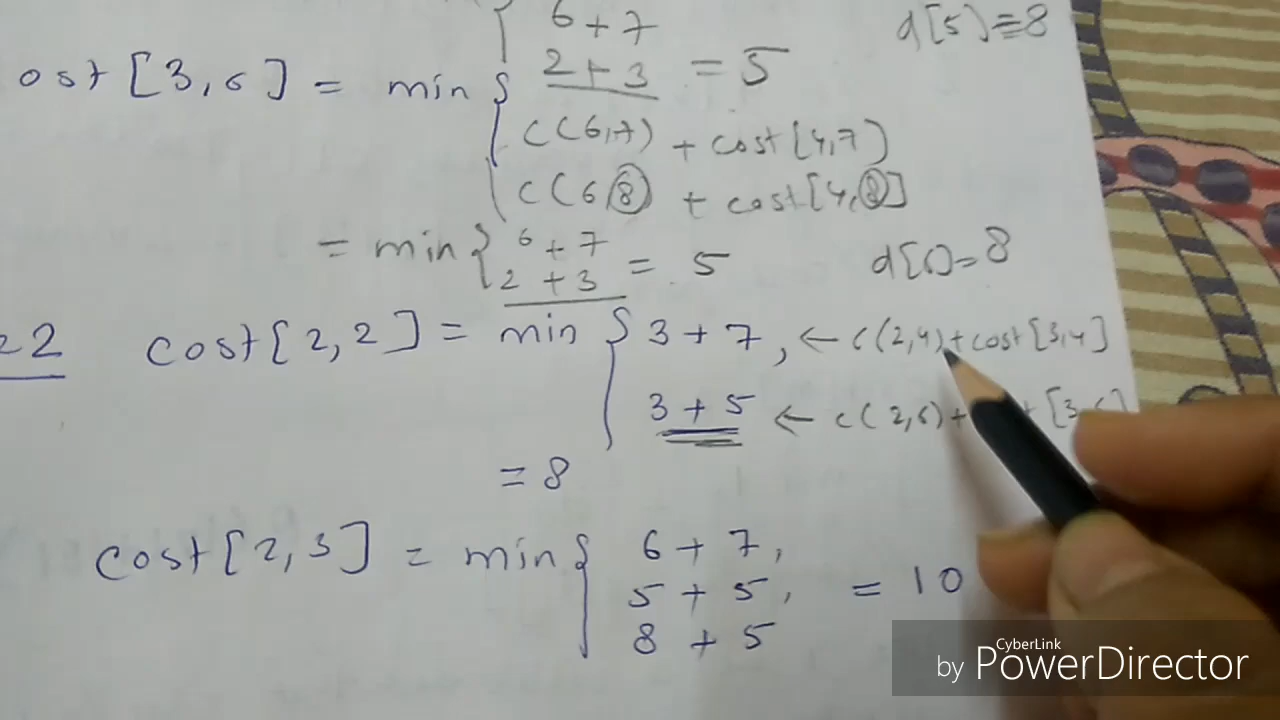 6 + 7
d[5] = 8
ost [3,6] = min { 2 + 3 = 5
c(6,7) + cost[4,7]
c(6 8) + cost[4,8]
= min { 6 + 7
2 + 3 = 5
d[6] = 8
2 cost[2,2] = min { 3 + 7, ← c(2,4) + cost[3,4]
3 + 5 ← c(2,6) + [3,6]
= 8
cost[2,3] = min { 6 + 7,
5 + 5, = 10
8 + 5
CyberLink
by PowerDirector